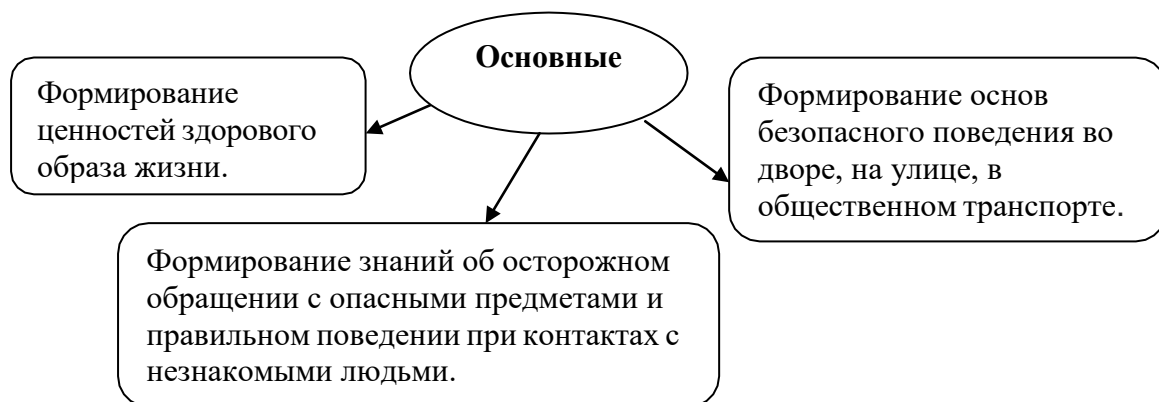 Основные
Формирование
ценностей здорового
образа жизни.
Формирование основ
безопасного поведения во
дворе, на улице, в
общественном транспорте.
Формирование знаний об осторожном
обращении с опасными предметами и
правильном поведении при контактах с
незнакомыми людьми.